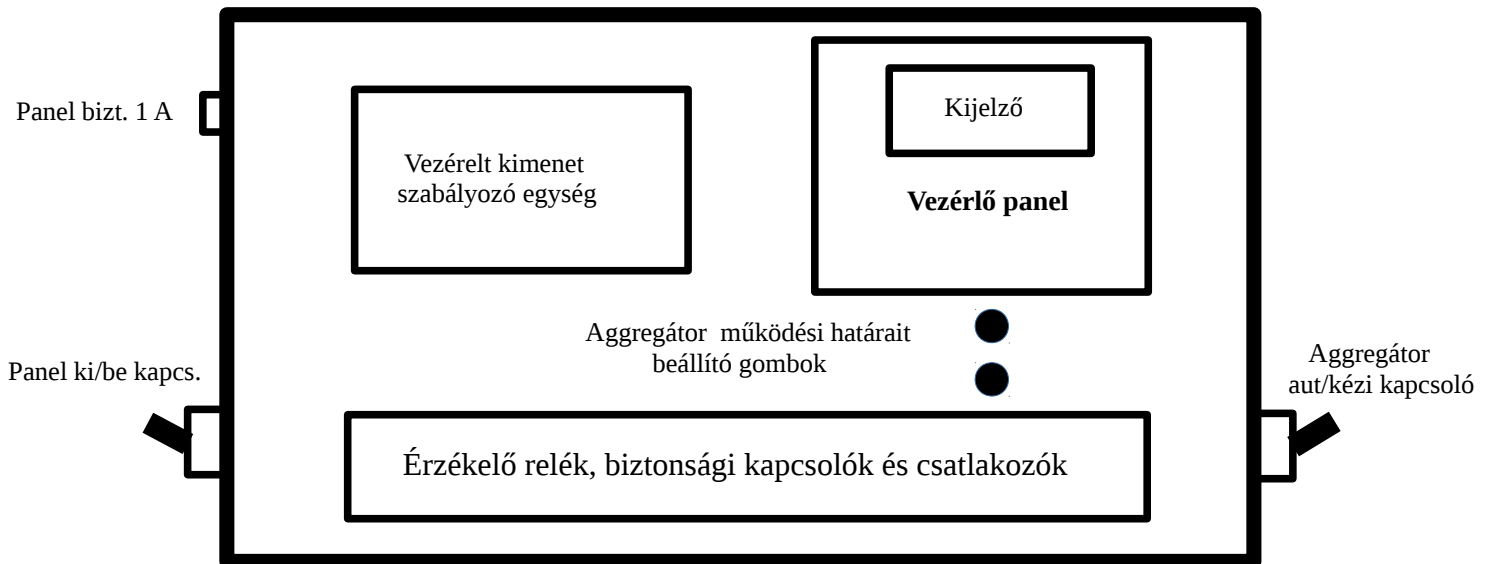 Panel bizt. 1 A
Kijelző
Vezérelt kimenet
szabályozó egység
Vezérlő panel
Aggregátor  működési határait
beállító gombok
Panel ki/be kapcs.
Aggregátor
aut/kézi kapcsoló
Érzékelő relék, biztonsági kapcsolók és csatlakozók